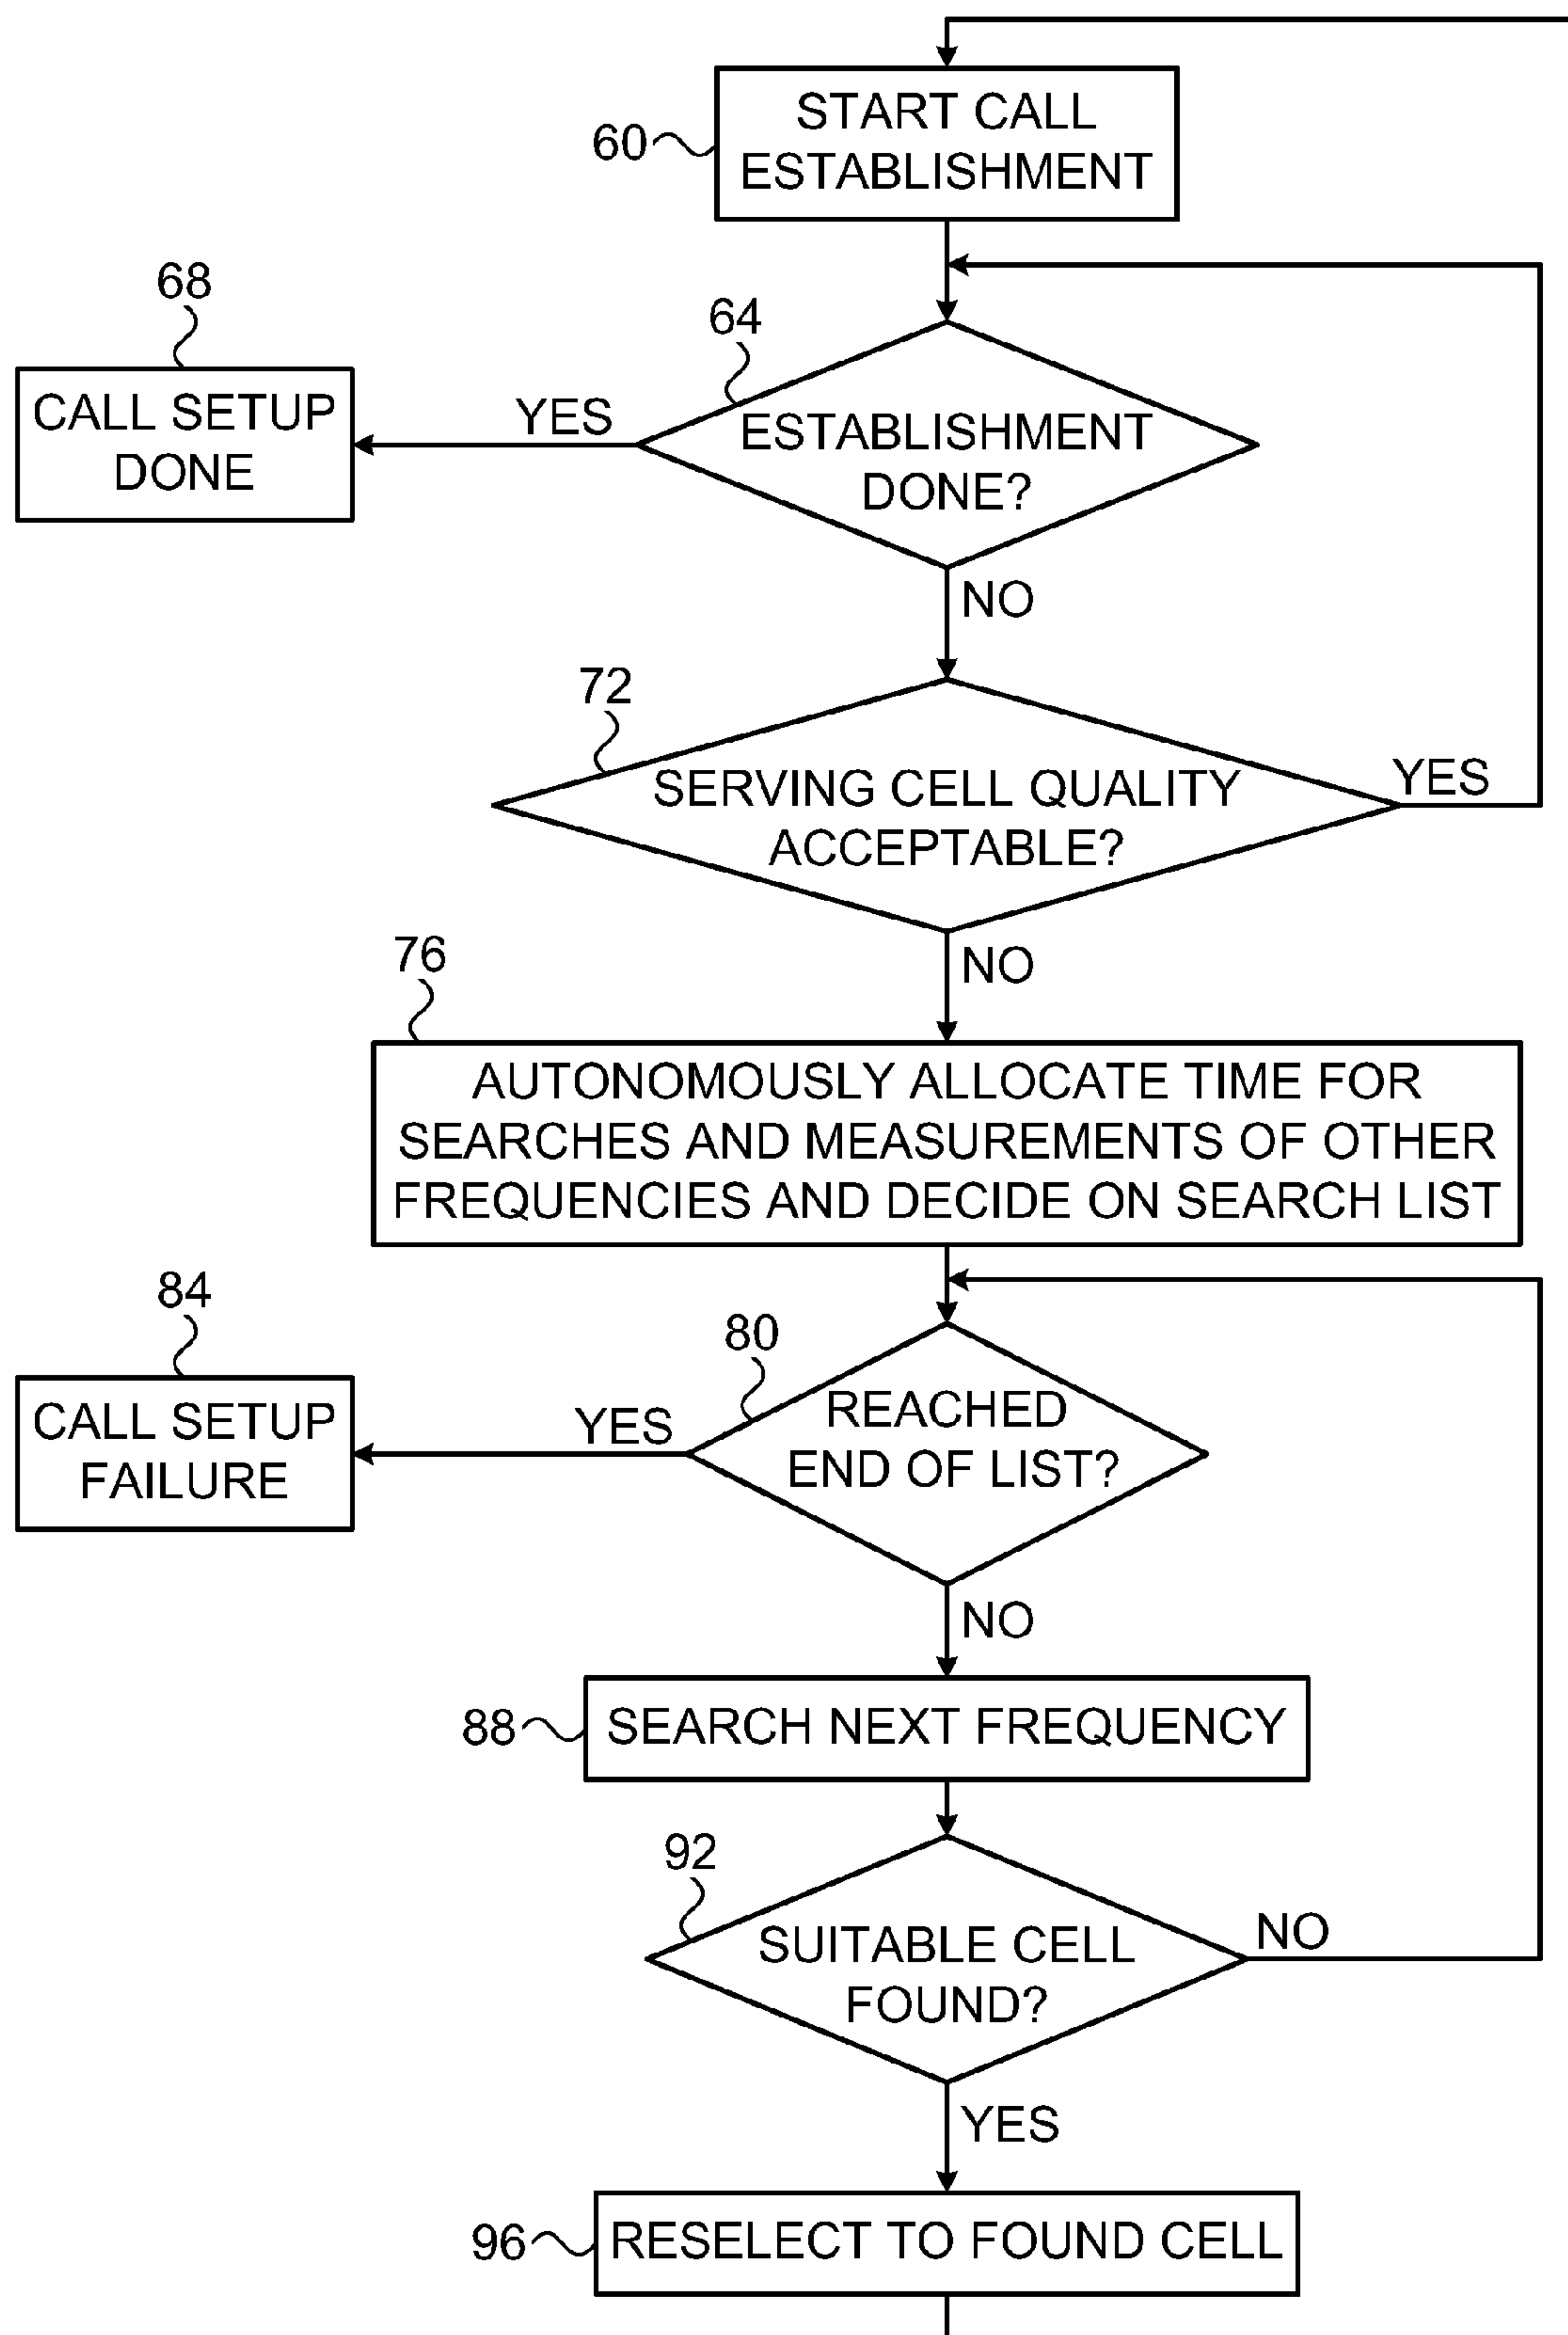 60
START CALL
ESTABLISHMENT
68
CALL SETUP
DONE
YES
64
ESTABLISHMENT
DONE?
NO
72
SERVING CELL QUALITY
ACCEPTABLE?
YES
NO
76
AUTONOMOUSLY ALLOCATE TIME FOR
SEARCHES AND MEASUREMENTS OF OTHER
FREQUENCIES AND DECIDE ON SEARCH LIST
84
CALL SETUP
FAILURE
YES
80
REACHED
END OF LIST?
NO
88
SEARCH NEXT FREQUENCY
92
SUITABLE CELL
FOUND?
NO
YES
96
RESELECT TO FOUND CELL